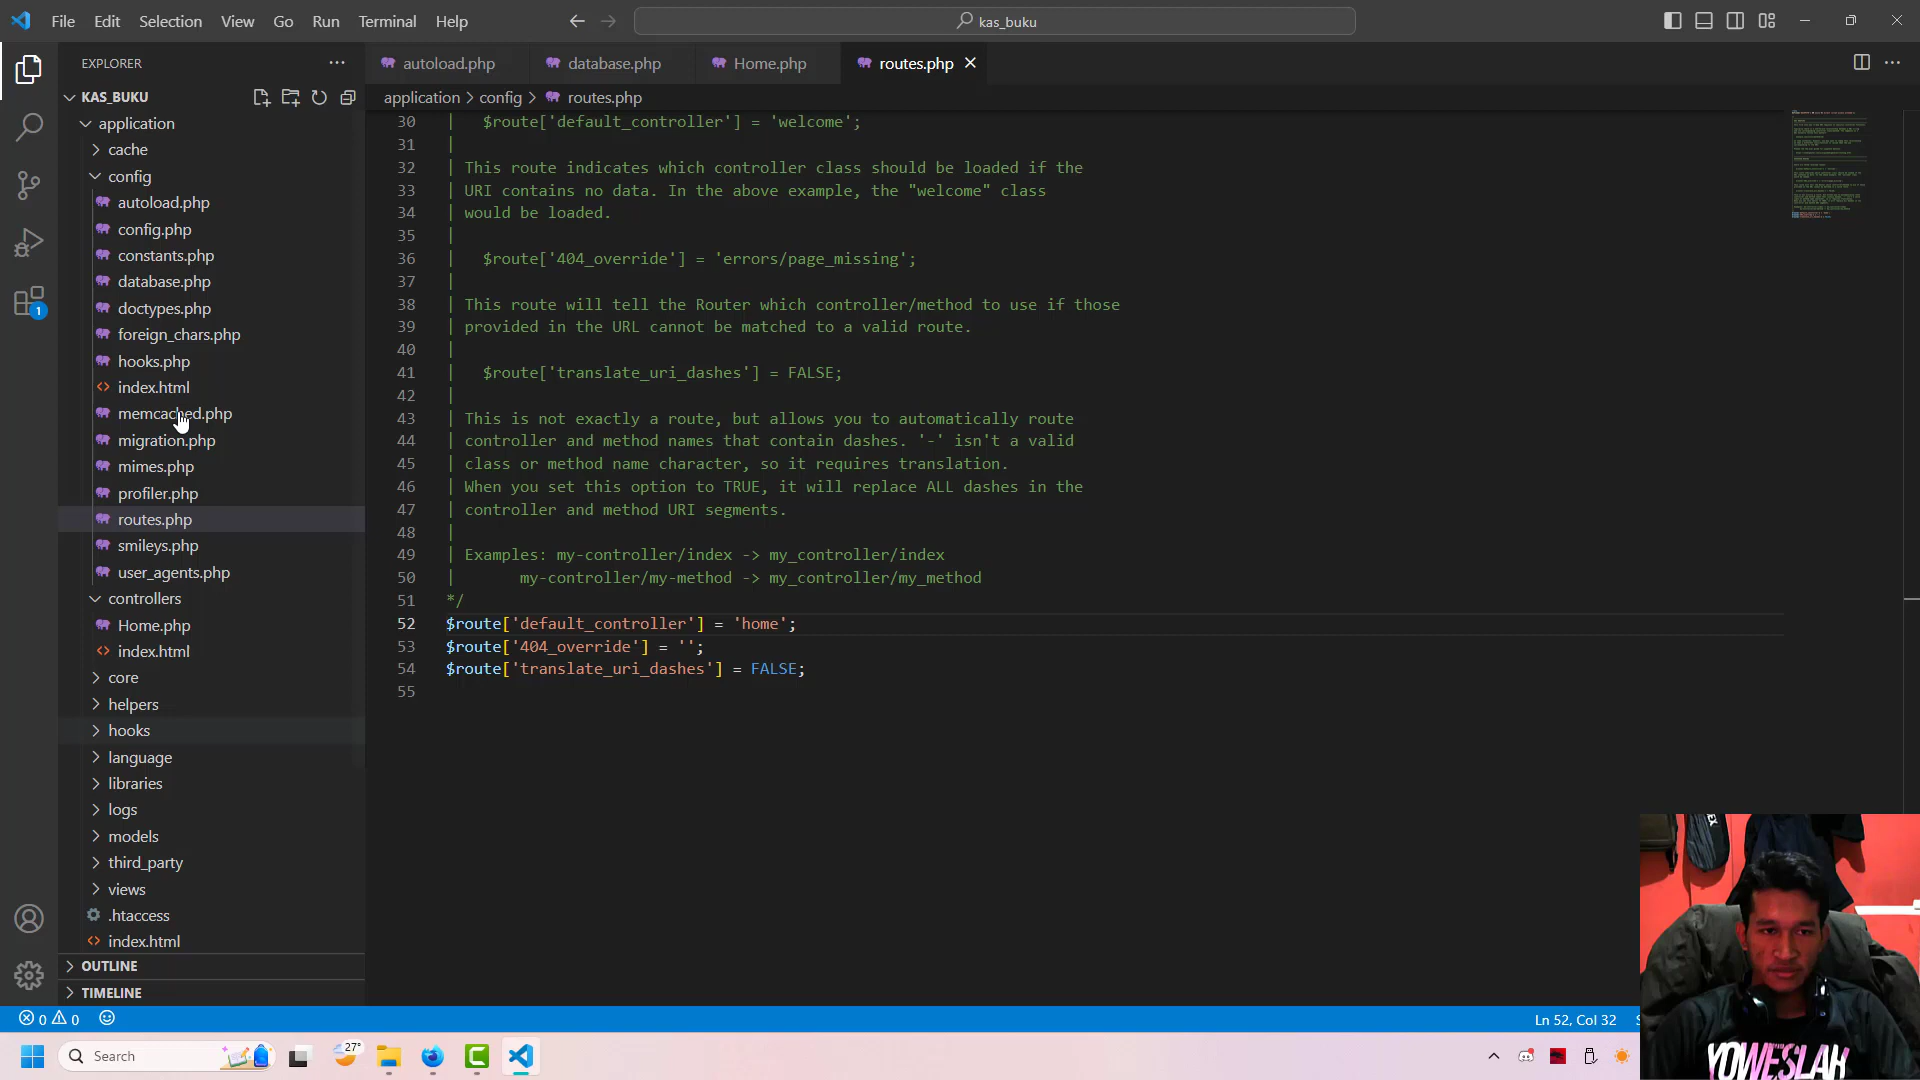 File Edit Selection View Go Run Terminal Help
kas_buku
EXPLORER
autoload.php
database.php
Home.php
routes.php
KAS_BUKU
application > config > routes.php
application
cache
config
autoload.php
config.php
constants.php
database.php
doctypes.php
foreign_chars.php
hooks.php
index.html
memcached.php
migration.php
mimes.php
profiler.php
routes.php
smileys.php
user_agents.php
controllers
Home.php
index.html
core
helpers
hooks
language
libraries
logs
models
third_party
views
.htaccess
index.html
OUTLINE
TIMELINE
30 | $route['default_controller'] = 'welcome';
31 |
32 | This route indicates which controller class should be loaded if the
33 | URI contains no data. In the above example, the "welcome" class
34 | would be loaded.
35 |
36 | $route['404_override'] = 'errors/page_missing';
37 |
38 | This route will tell the Router which controller/method to use if those
39 | provided in the URL cannot be matched to a valid route.
40 |
41 | $route['translate_uri_dashes'] = FALSE;
42 |
43 | This is not exactly a route, but allows you to automatically route
44 | controller and method names that contain dashes. '-' isn't a valid
45 | class or method name character, so it requires translation.
46 | When you set this option to TRUE, it will replace ALL dashes in the
47 | controller and method URI segments.
48 |
49 | Examples: my-controller/index -> my_controller/index
50 | my-controller/my-method -> my_controller/my_method
51 */
52 $route['default_controller'] = 'home';
53 $route['404_override'] = '';
54 $route['translate_uri_dashes'] = FALSE;
55
1
0 0
Ln 52, Col 32
Search
27°
YOWESLAH